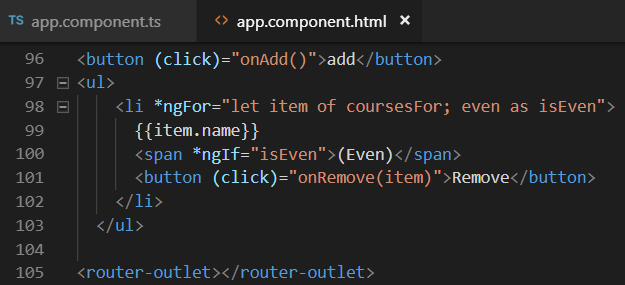 TS app.component.ts <> app.component.html ×
96 <button (click)="onAdd()">add</button>
97 <ul>
98 <li *ngFor="let item of coursesFor; even as isEven">
99 {{item.name}}
100 <span *ngIf="isEven">(Even)</span>
101 <button (click)="onRemove(item)">Remove</button>
102 </li>
103 </ul>
104
105 <router-outlet></router-outlet>